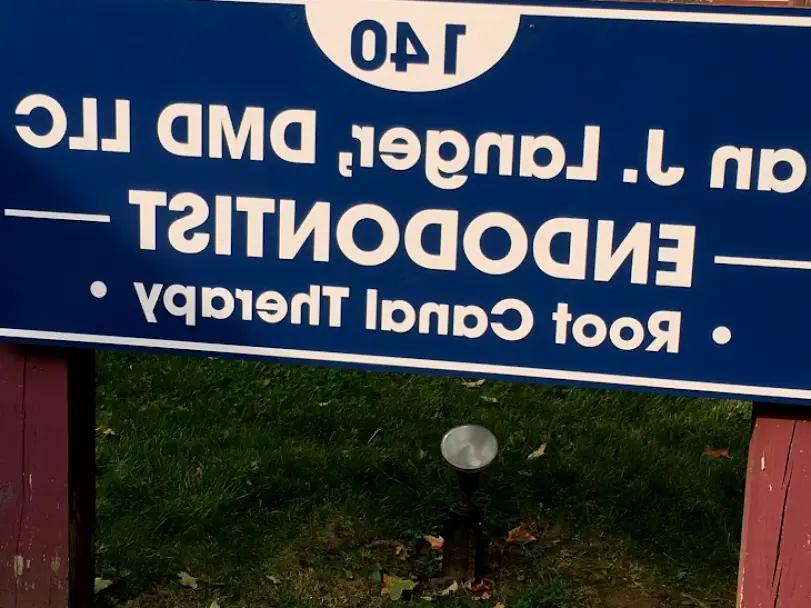 140
an J. Langer, DMD LLC
ENDODONTIST
• Root Canal Therapy •